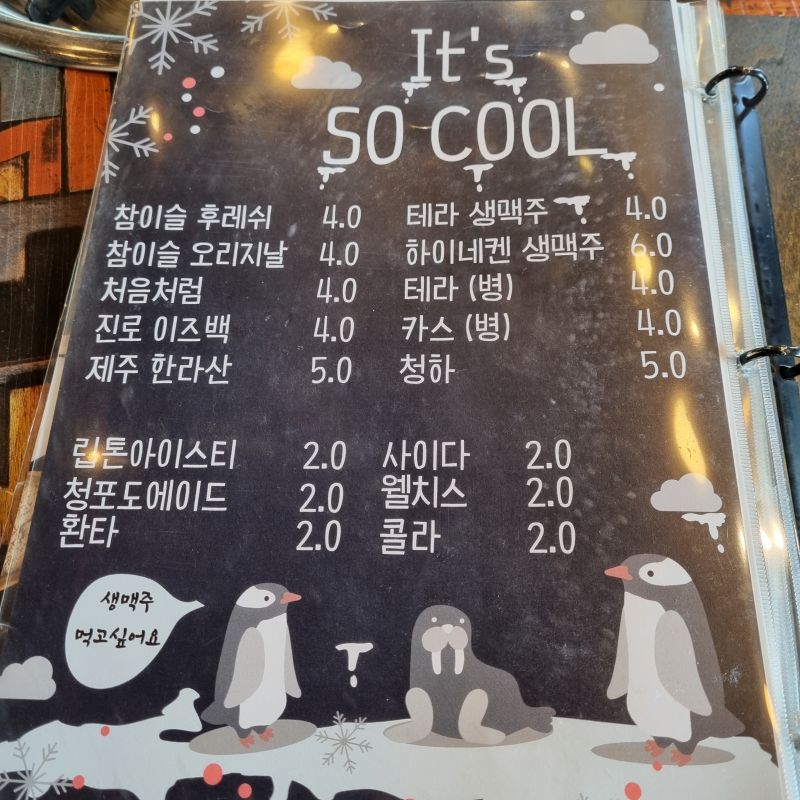 It's
SO COOL
참이슬 후레쉬 4.0
참이슬 오리지날 4.0
처음처럼 4.0
진로 이즈백 4.0
제주 한라산 5.0
테라 생맥주 4.0
하이네켄 생맥주 6.0
테라 (병) 4.0
카스 (병) 4.0
청하 5.0
립톤아이스티 2.0
청포도에이드 2.0
환타 2.0
사이다 2.0
웰치스 2.0
콜라 2.0
생맥주
먹고싶어요